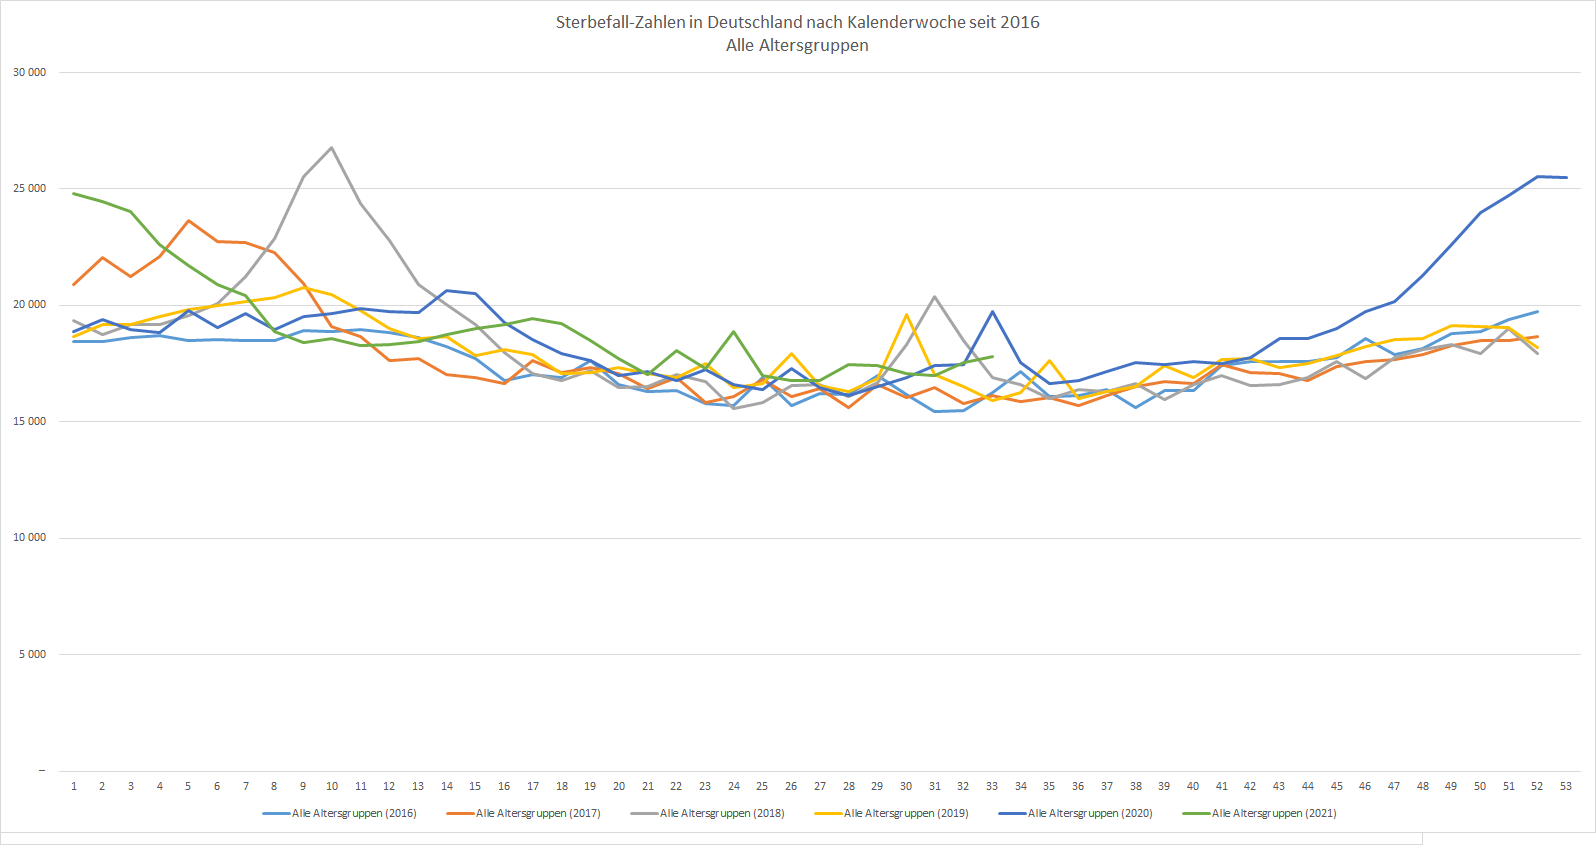 Sterbefall-Zahlen in Deutschland nach Kalenderwoche seit 2016
Alle Altersgruppen
30 000
25 000
20 000
15 000
10 000
5 000
–
1 2 3 4 5 6 7 8 9 10 11 12 13 14 15 16 17 18 19 20 21 22 23 24 25 26 27 28 29 30 31 32 33 34 35 36 37 38 39 40 41 42 43 44 45 46 47 48 49 50 51 52 53
Alle Altersgruppen (2016) Alle Altersgruppen (2017) Alle Altersgruppen (2018) Alle Altersgruppen (2019) Alle Altersgruppen (2020) Alle Altersgruppen (2021)